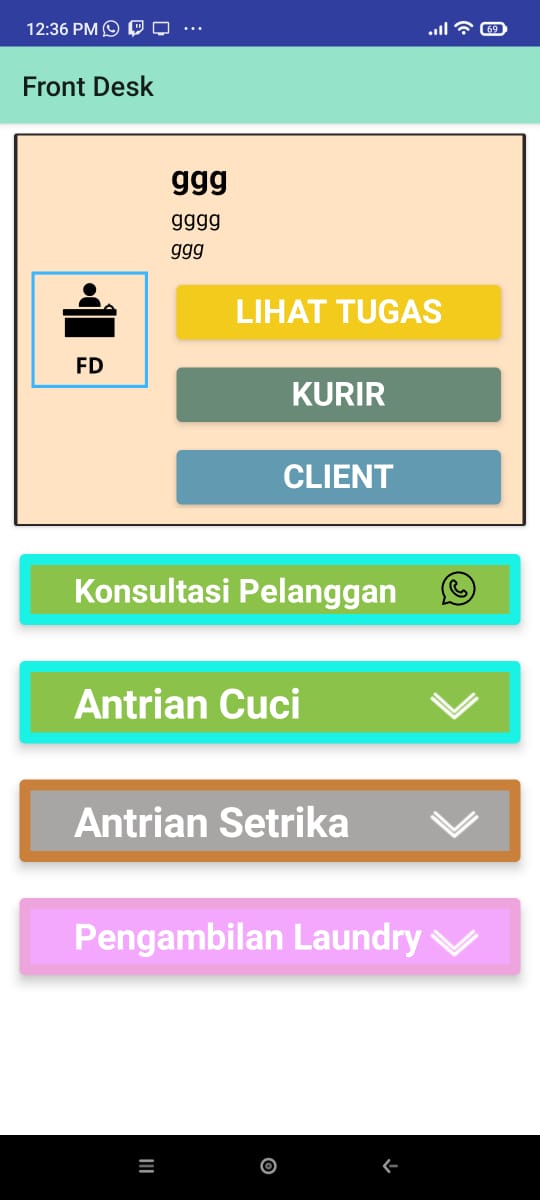 12:36 PM
69
Front Desk
ggg
gggg
ggg
FD
LIHAT TUGAS
KURIR
CLIENT
Konsultasi Pelanggan
Antrian Cuci
Antrian Setrika
Pengambilan Laundry